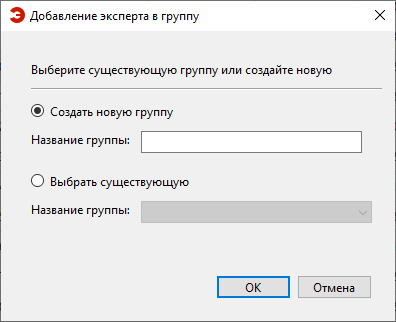 Добавление эксперта в группу
Выберите существующую группу или создайте новую
Создать новую группу
Название группы:
Выбрать существующую
Название группы:
ОК
Отмена